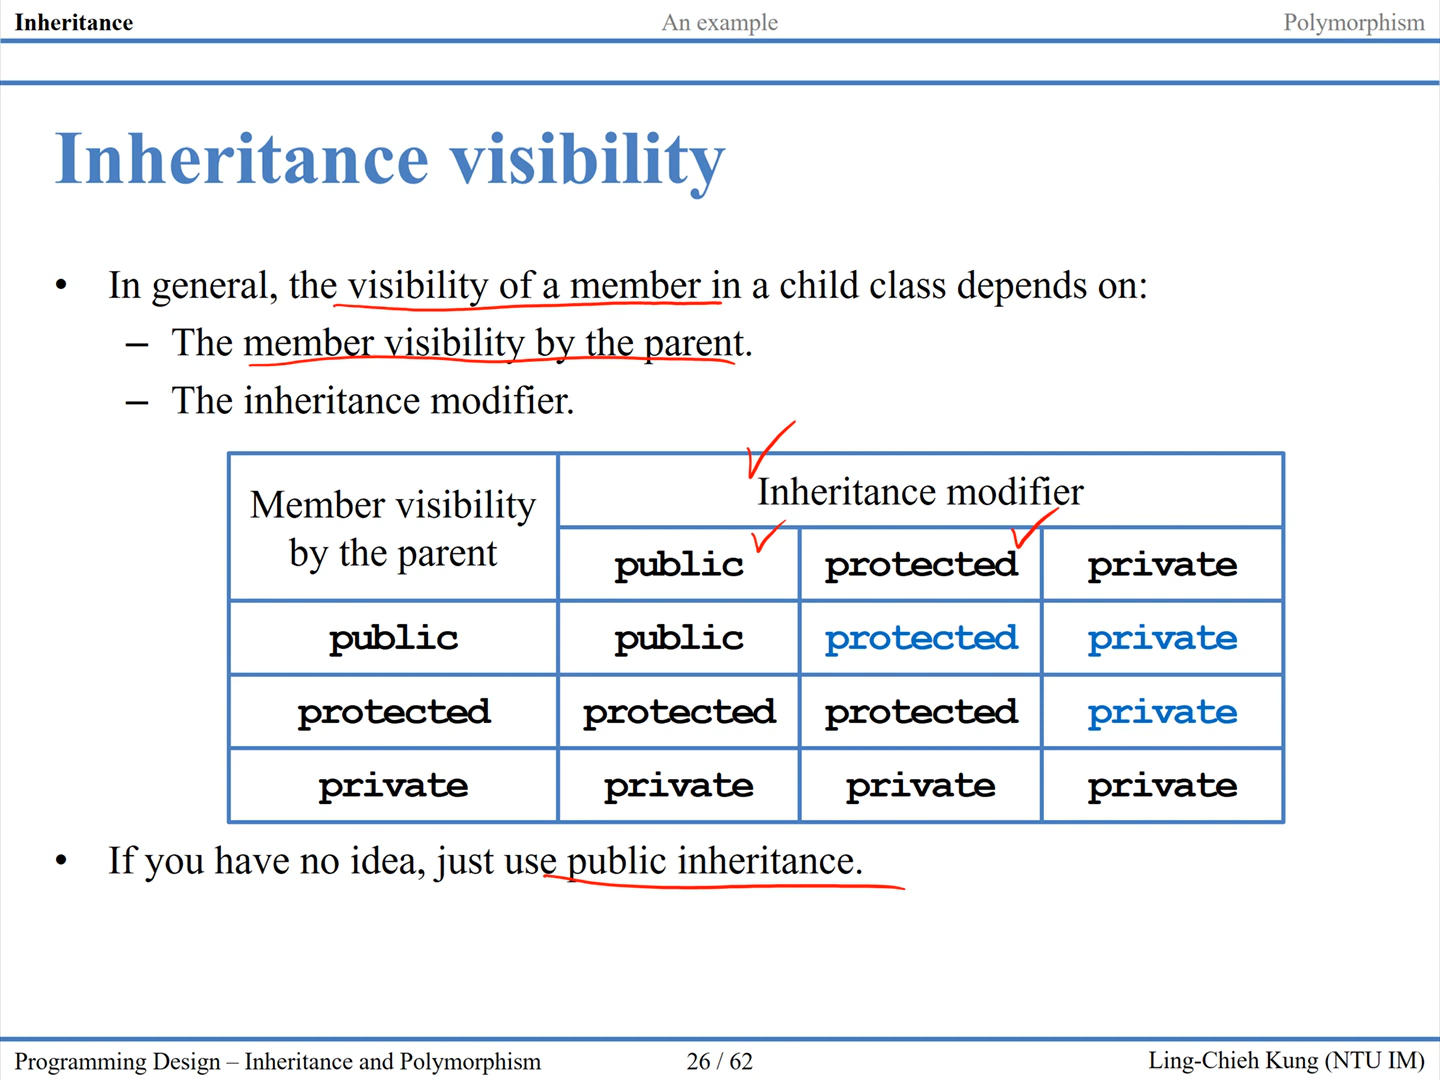 Inheritance An example Polymorphism
Inheritance visibility
• In general, the visibility of a member in a child class depends on:
– The member visibility by the parent.
– The inheritance modifier.
Member visibility by the parent
Inheritance modifier
public protected private
public public protected private
protected protected protected private
private private private private
• If you have no idea, just use public inheritance.
Programming Design – Inheritance and Polymorphism 26 / 62 Ling-Chieh Kung (NTU IM)